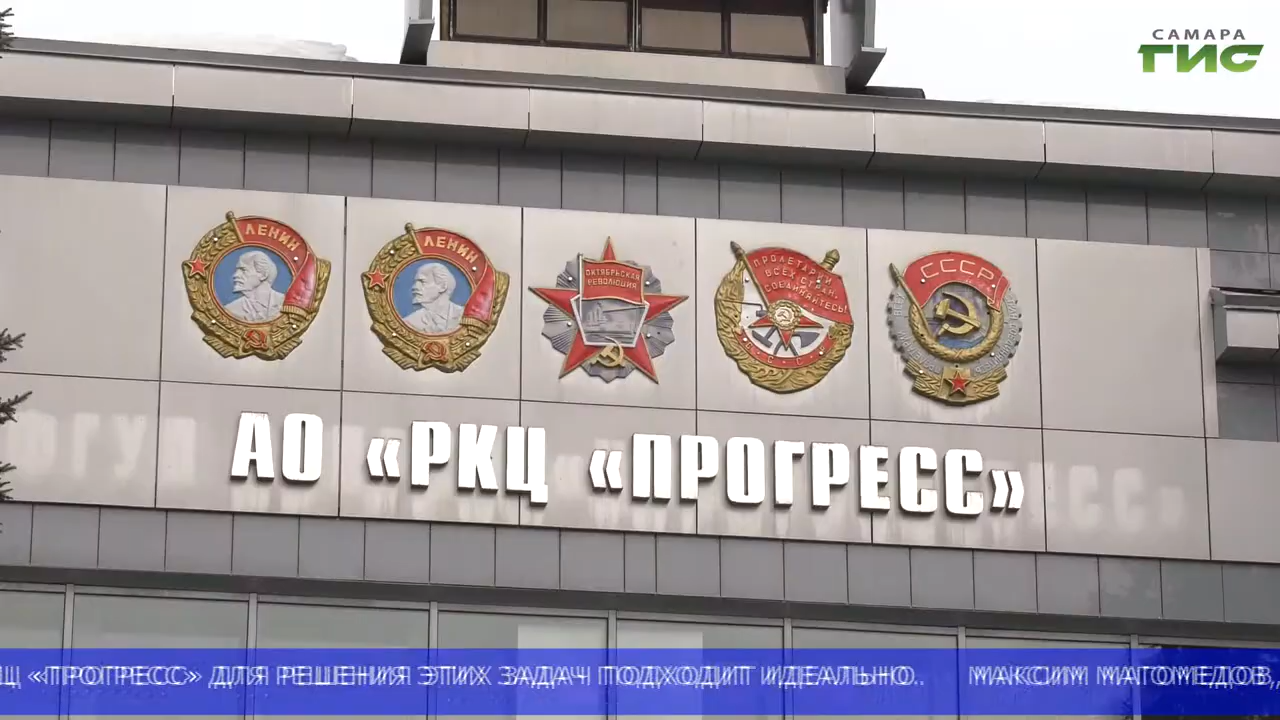 САМАРА
ГИС
ЛЕНИН
ЛЕНИН
ОКТЯБРЬСКАЯ
РЕВОЛЮЦИЯ
ПРОЛЕТАРИИ
ВСЕХ СТРАН,
СОЕДИНЯЙТЕСЬ!
СССР
СССР
АО «РКЦ «ПРОГРЕСС»
Ц «ПРОГРЕСС» ДЛЯ РЕШЕНИЯ ЭТИХ ЗАДАЧ ПОДХОДИТ ИДЕАЛЬНО.. МАКСИМ МАГОМЕДОВ,